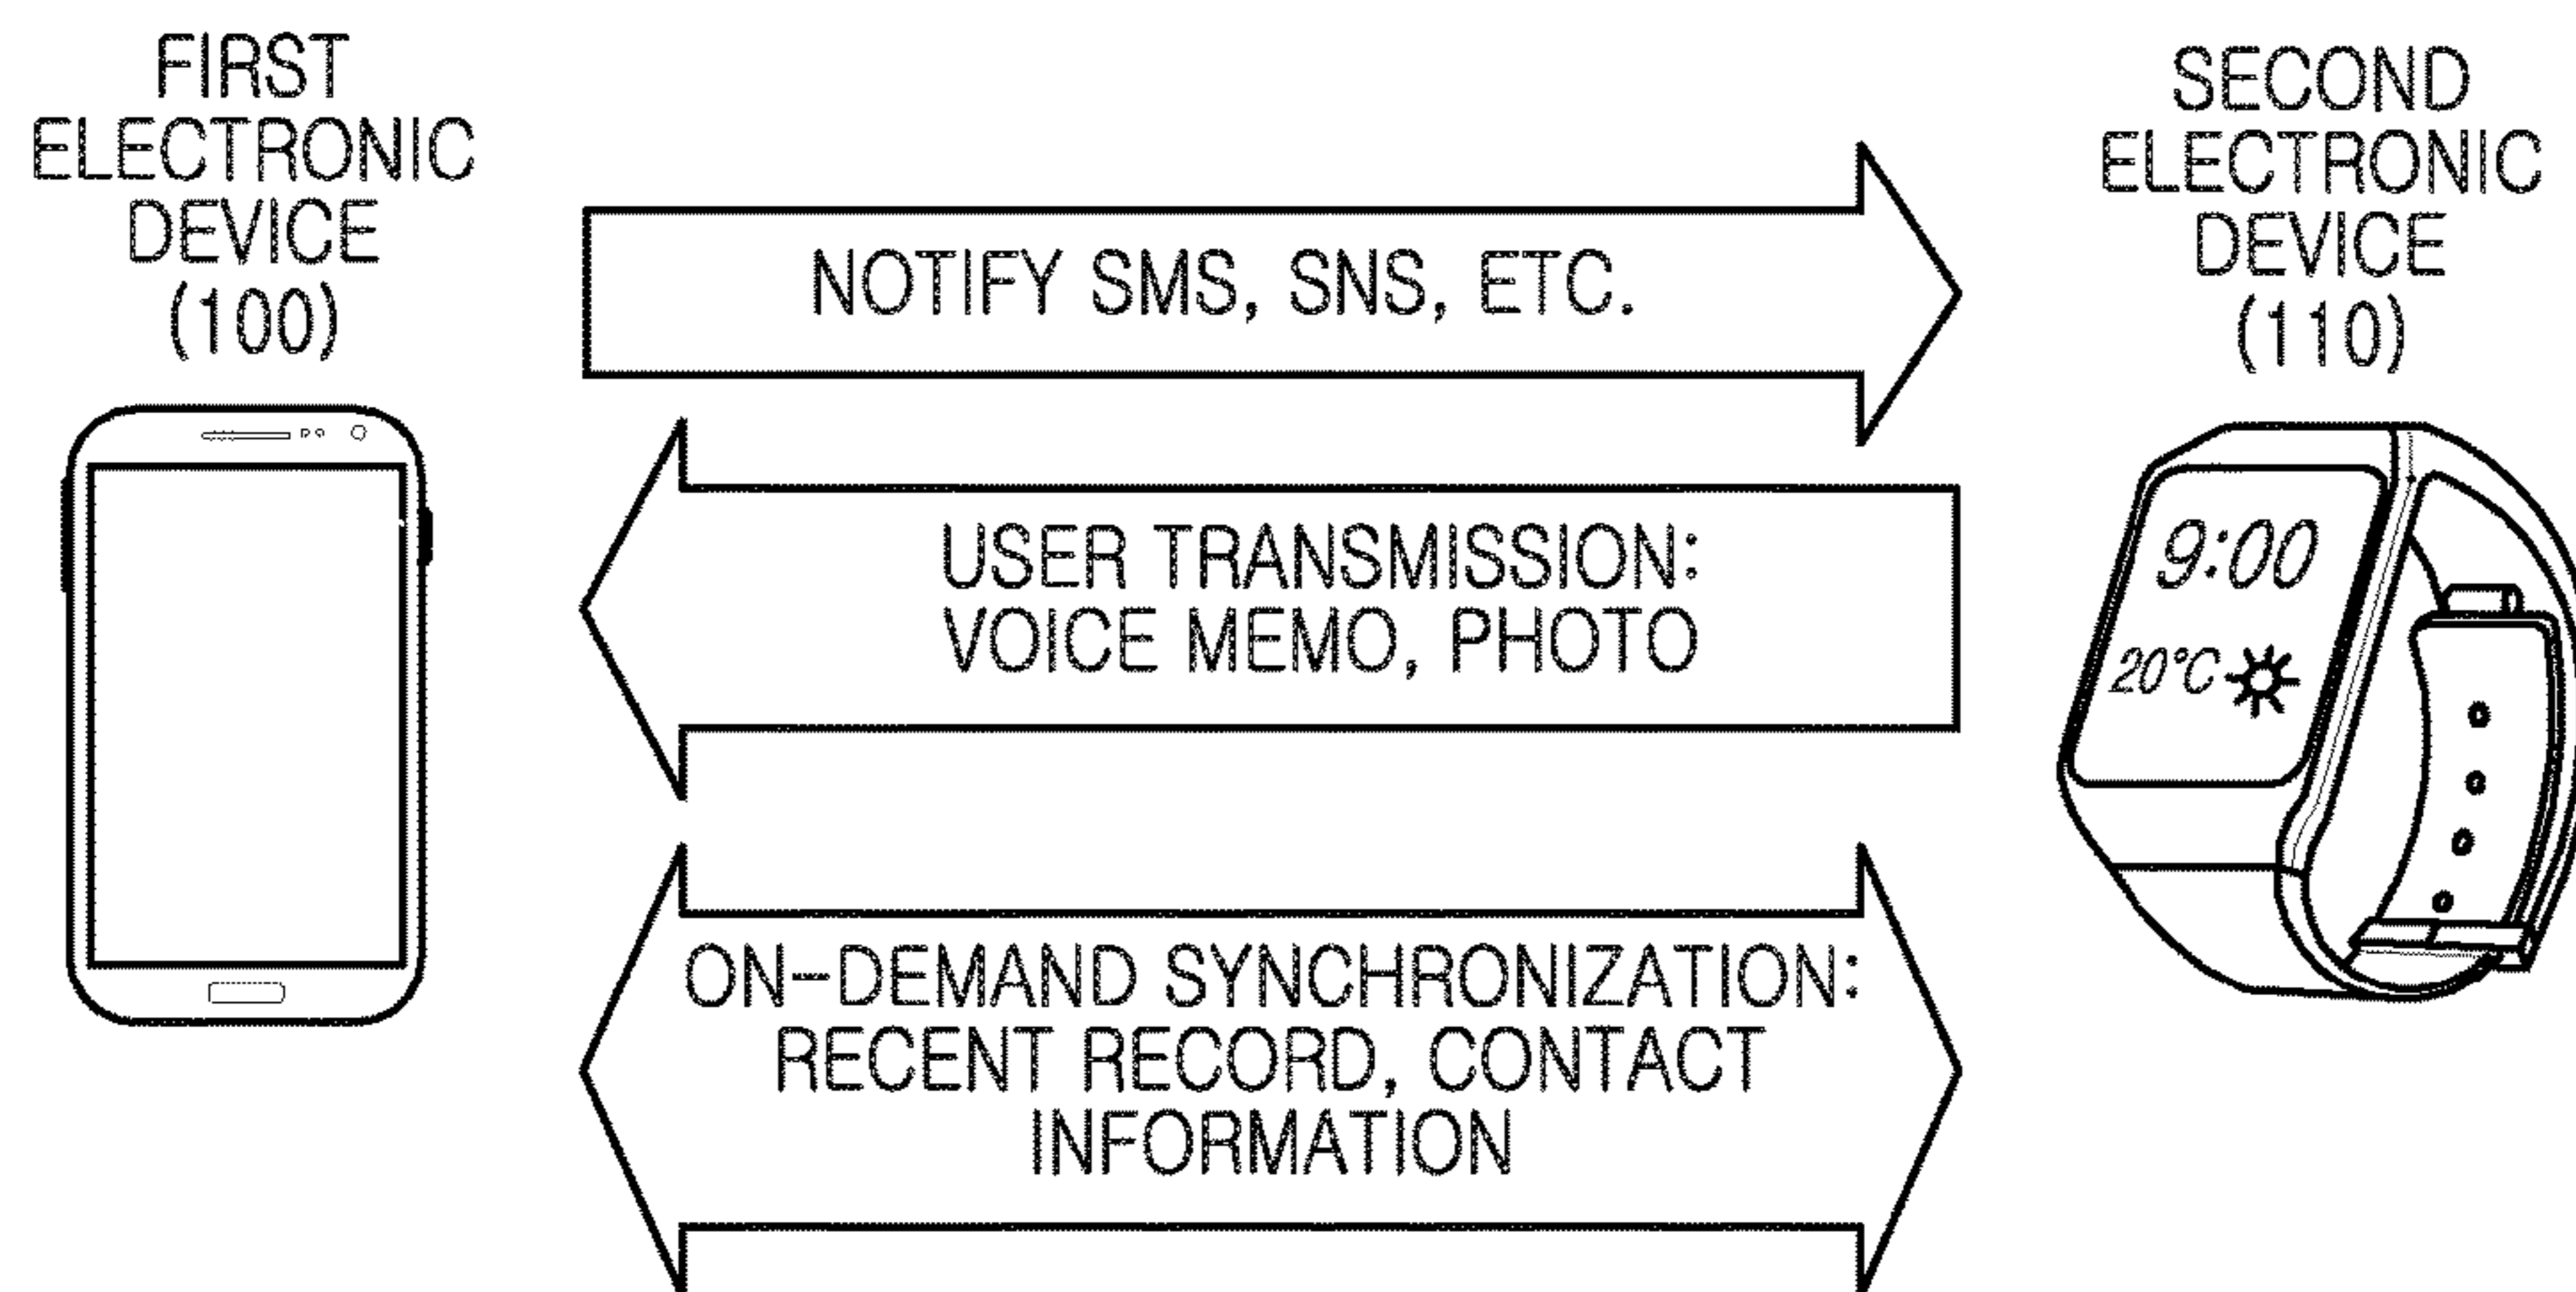 FIRST
ELECTRONIC
DEVICE
(100)
NOTIFY SMS, SNS, ETC.
USER TRANSMISSION:
VOICE MEMO, PHOTO
ON-DEMAND SYNCHRONIZATION:
RECENT RECORD, CONTACT
INFORMATION
SECOND
ELECTRONIC
DEVICE
(110)
9:00
20°C